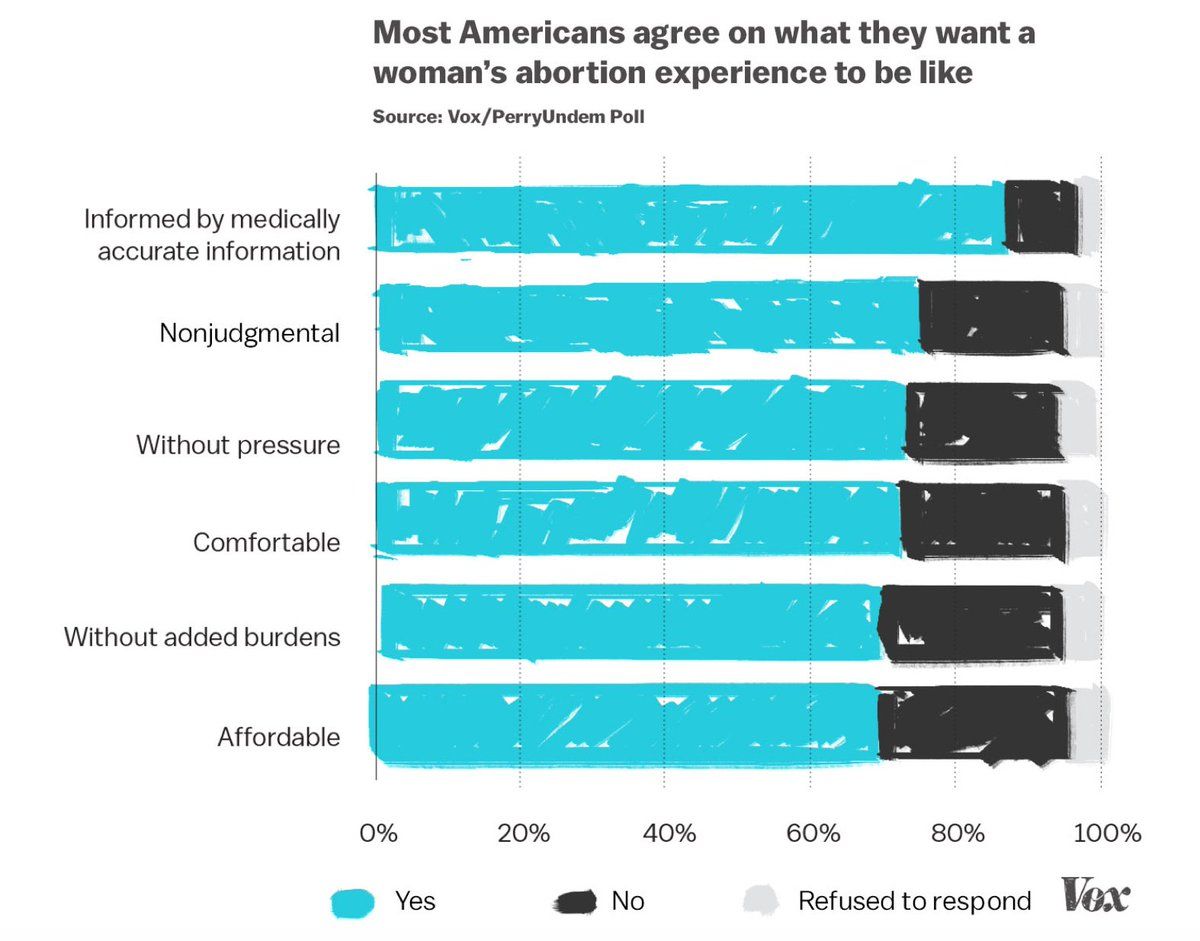 Most Americans agree on what they want a
woman’s abortion experience to be like
Source: Vox/PerryUndem Poll
Informed by medically
accurate information
Nonjudgmental
Without pressure
Comfortable
Without added burdens
Affordable
0% 20% 40% 60% 80% 100%
Yes No Refused to respond Vox